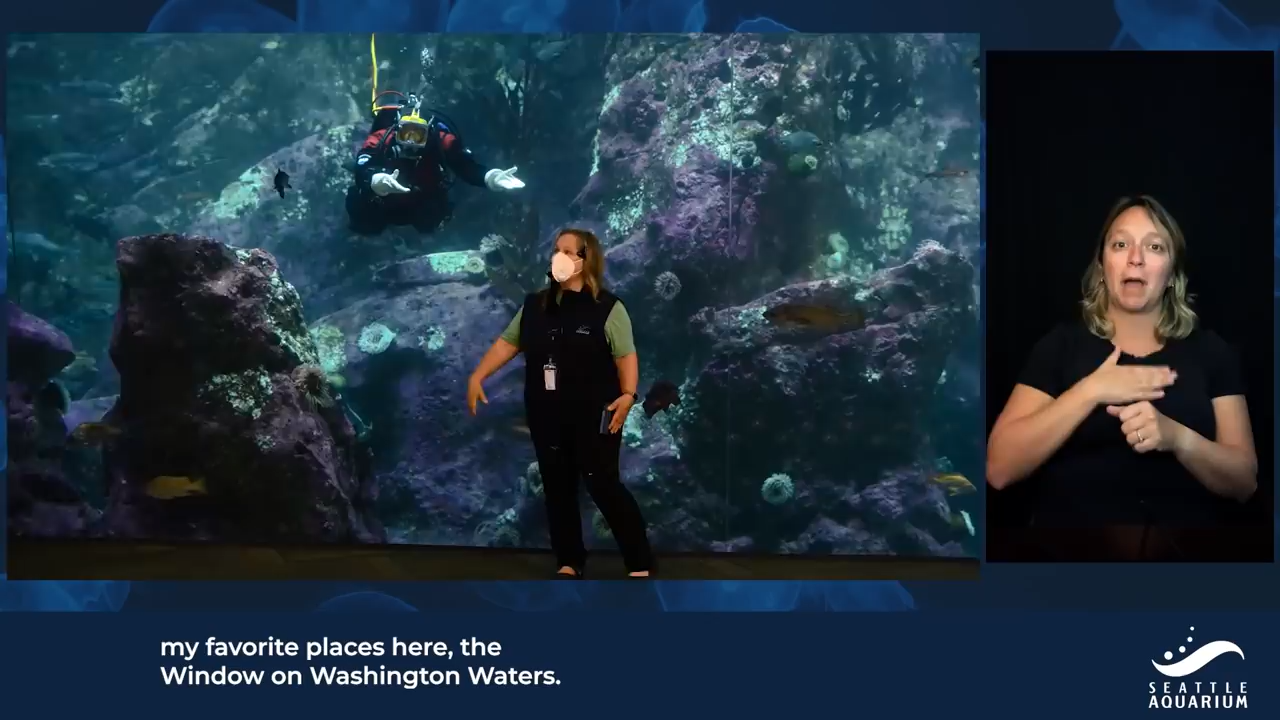 my favorite places here, the
Window on Washington Waters.
SEATTLE
AQUARIUM